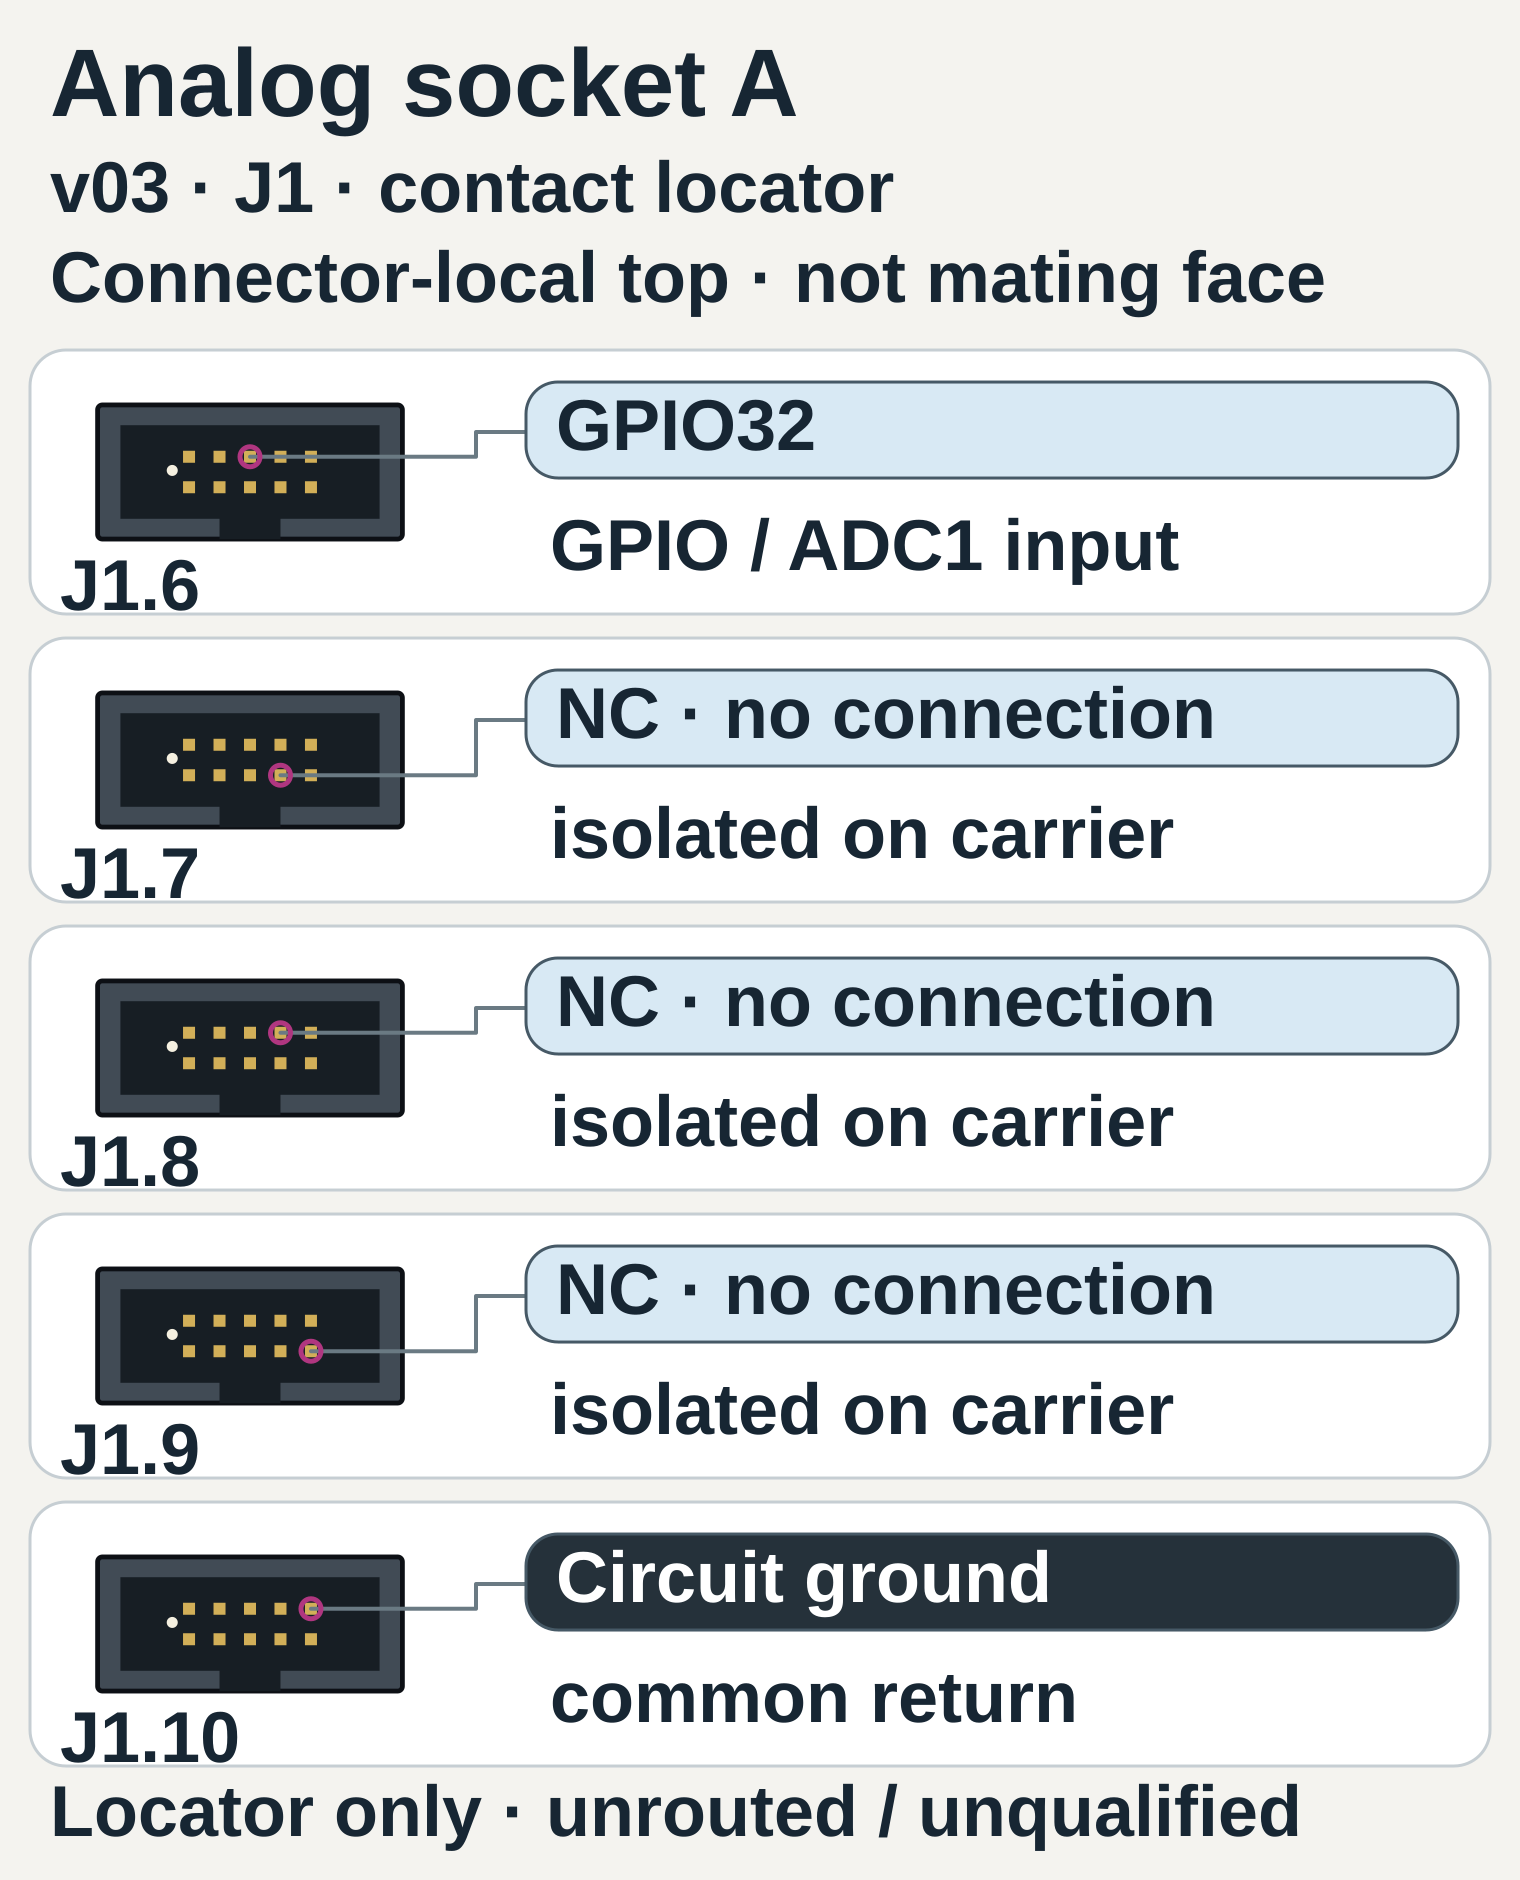 Analog socket A
v03 · J1 · contact locator
Connector-local top · not mating face
GPIO32
GPIO / ADC1 input
J1.6
NC · no connection
isolated on carrier
J1.7
NC · no connection
isolated on carrier
J1.8
NC · no connection
isolated on carrier
J1.9
Circuit ground
common return
J1.10
Locator only · unrouted / unqualified